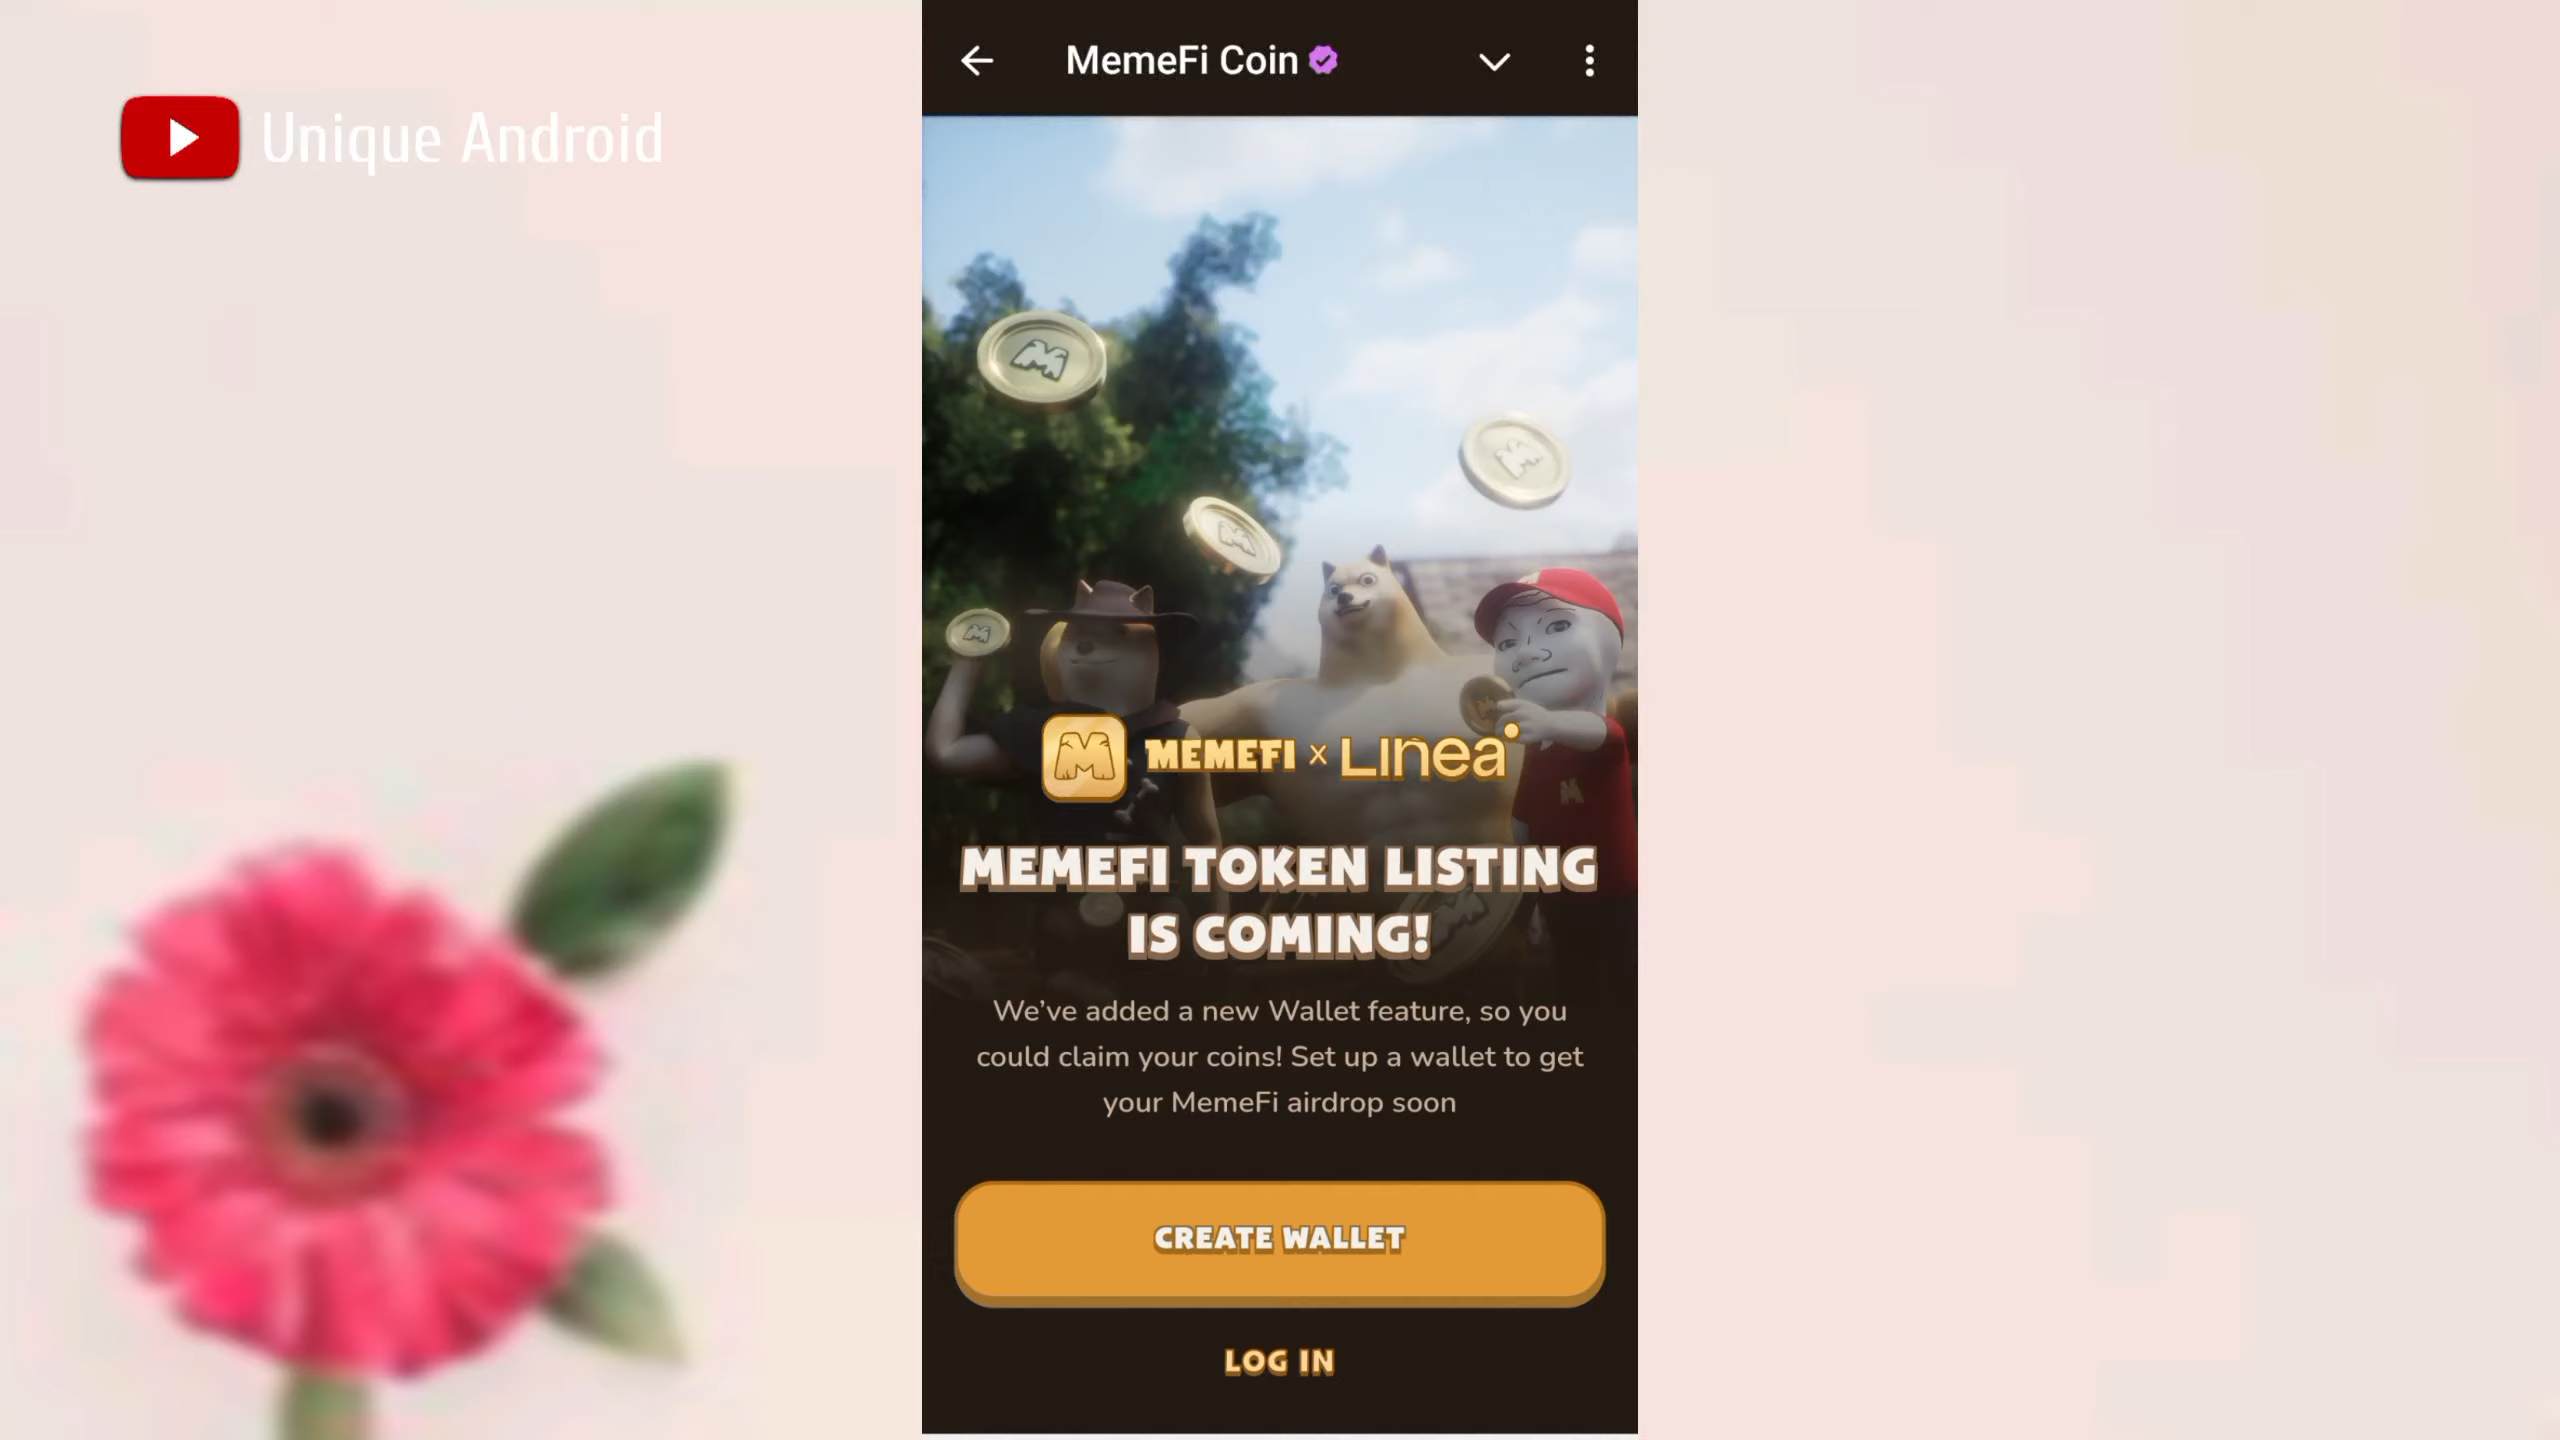 Unique Android
MemeFi Coin
MEMEFI x Linea
MEMEFI TOKEN LISTING
IS COMING!
We’ve added a new Wallet feature, so you
could claim your coins! Set up a wallet to get
your MemeFi airdrop soon
CREATE WALLET
LOG IN